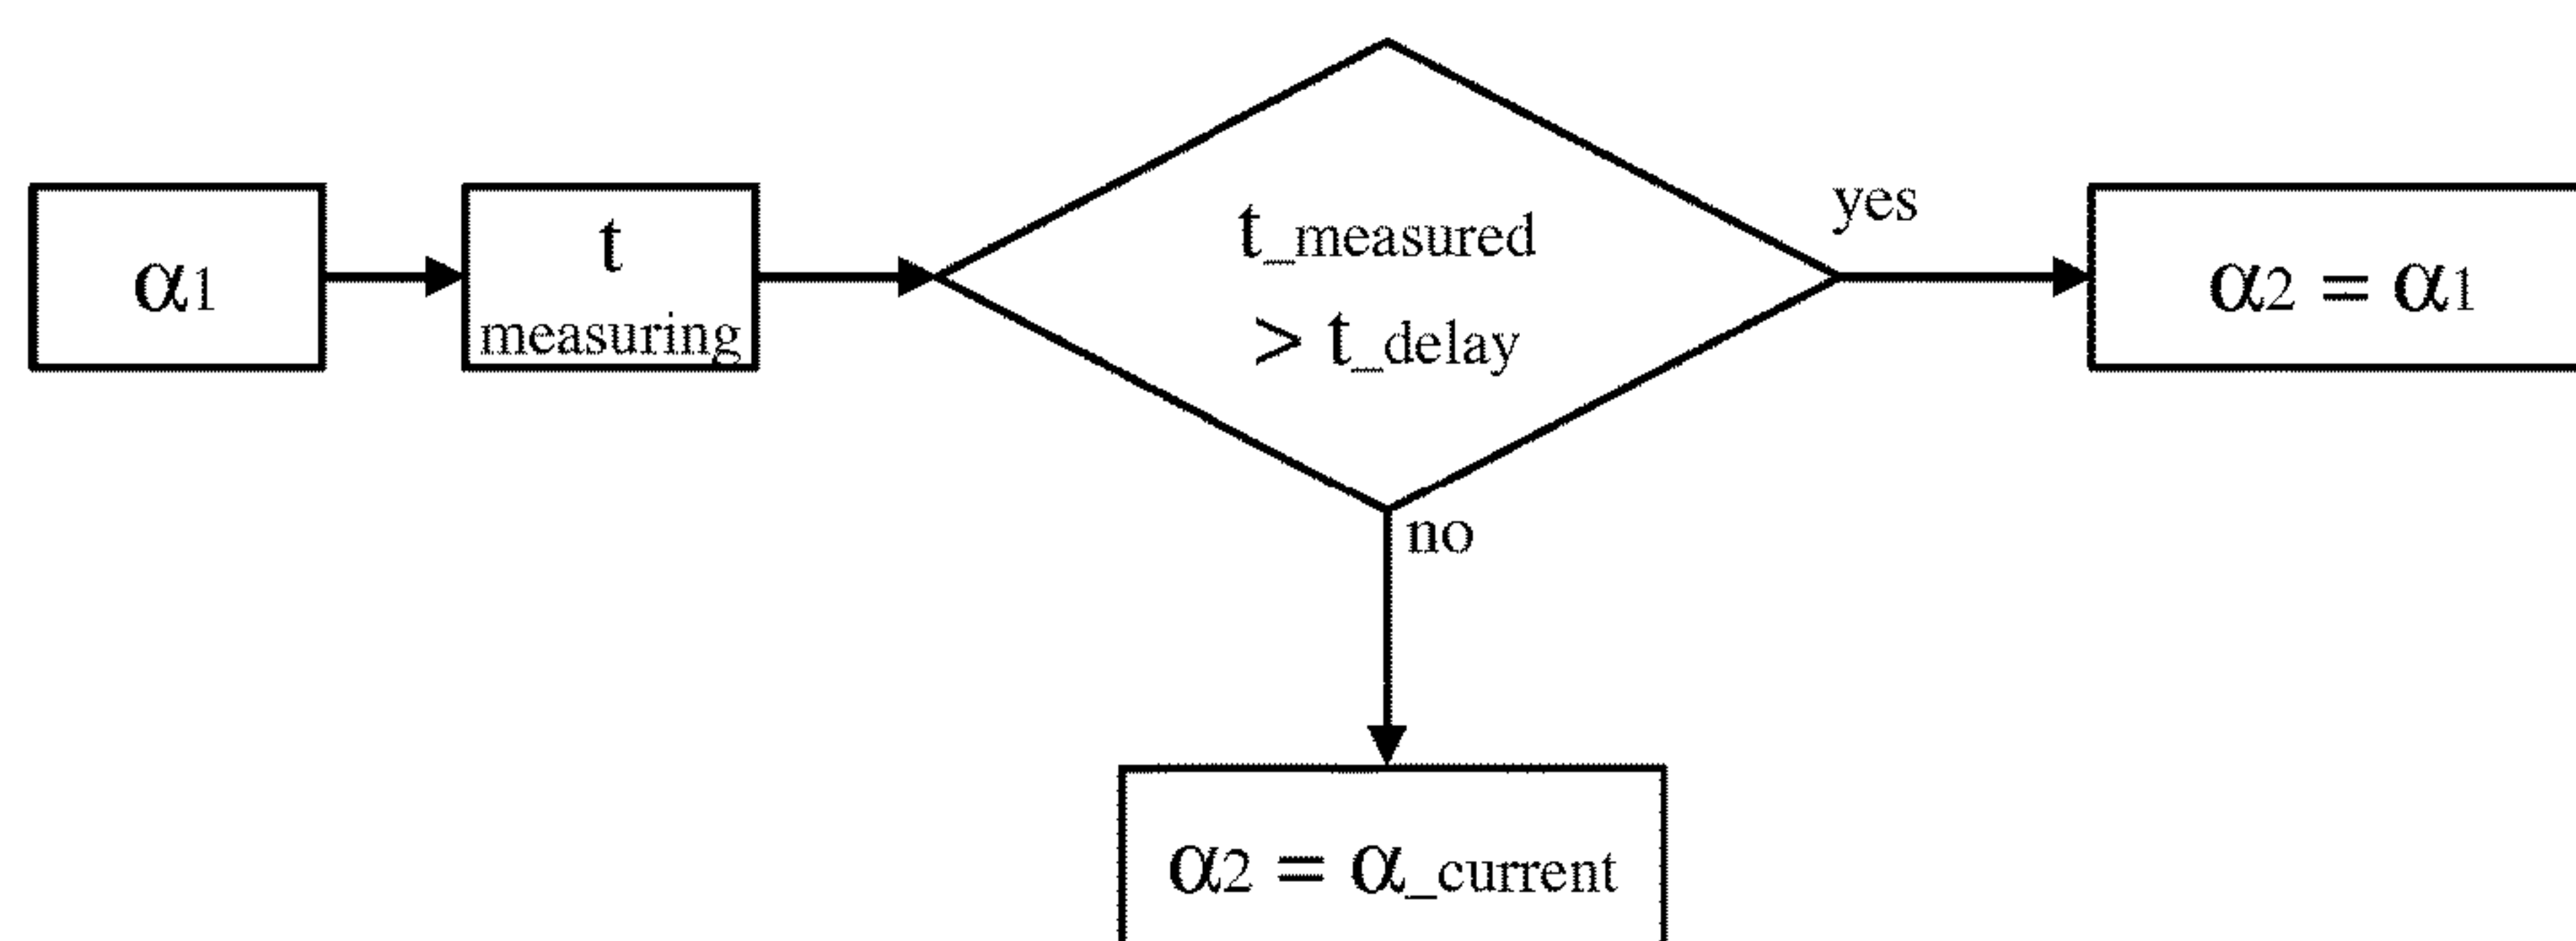 α1
t
measuring
t_measured
> t_delay
yes
α2 = α1
no
α2 = α_current